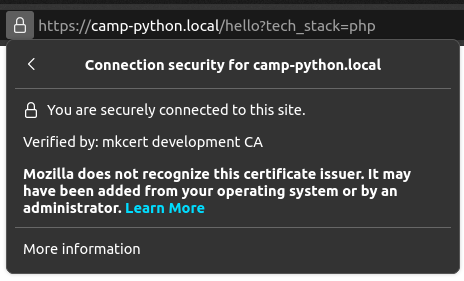 https://camp-python.local/hello?tech_stack=php
Connection security for camp-python.local
You are securely connected to this site.
Verified by: mkcert development CA
Mozilla does not recognize this certificate issuer. It may
have been added from your operating system or by an
administrator. Learn More
More information